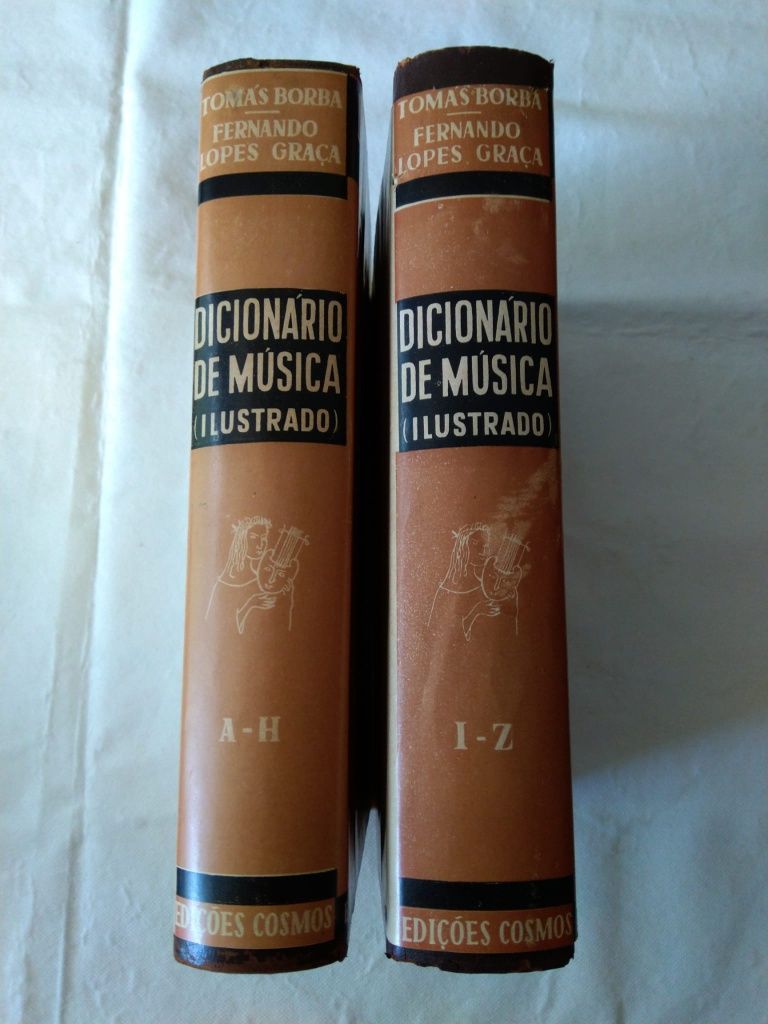 TOMÁS BORBA
FERNANDO
LOPES GRAÇA
DICIONÁRIO
DE MÚSICA
(ILUSTRADO)
A-H
EDIÇÕES COSMOS
TOMÁS BORBA
FERNANDO
LOPES GRAÇA
DICIONÁRIO
DE MÚSICA
(ILUSTRADO)
I-Z
EDIÇÕES COSMOS